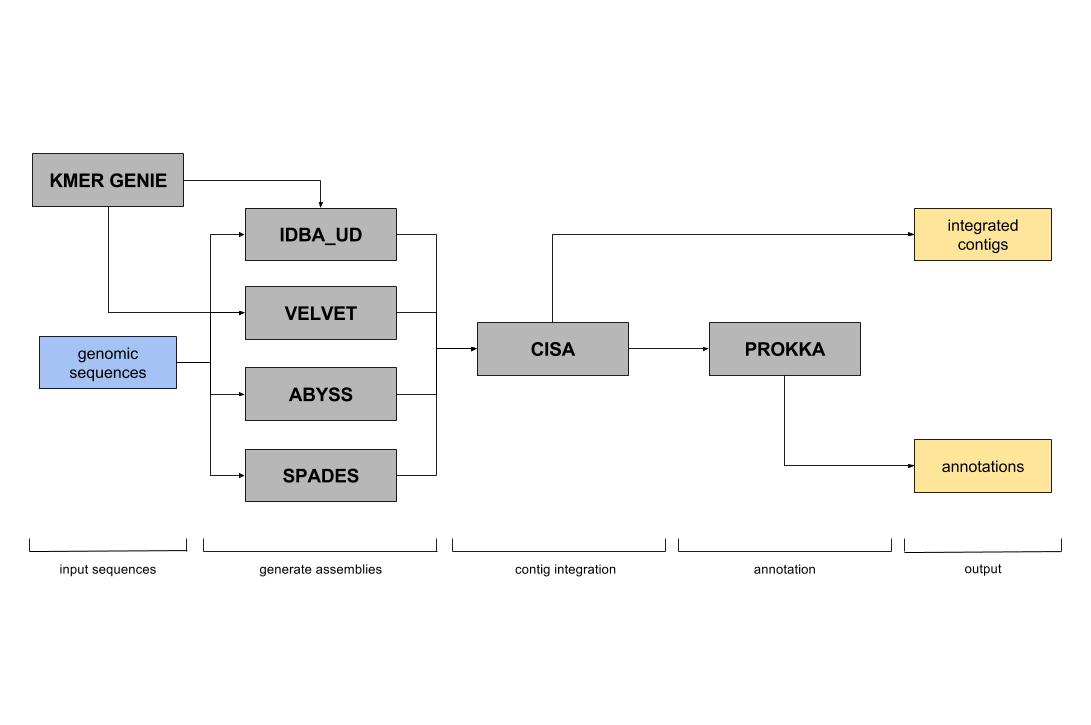 KMER GENIE
IDBA_UD
VELVET
ABYSS
SPADES
genomic
sequences
CISA
PROKKA
integrated
contigs
annotations
input sequences
generate assemblies
contig integration
annotation
output